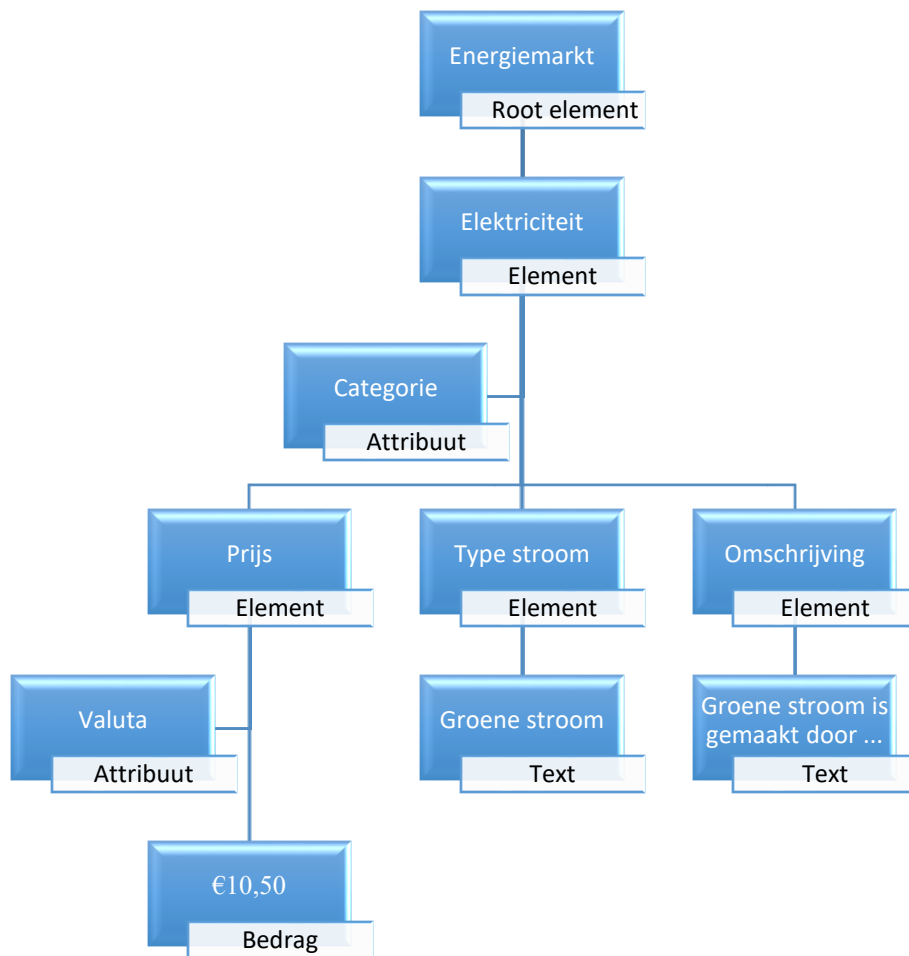 Energiemarkt
Root element
Elektriciteit
Element
Categorie
Attribuut
Prijs
Element
Type stroom
Element
Omschrijving
Element
Valuta
Attribuut
Groene stroom
Text
Groene stroom is
gemaakt door ...
Text
€10,50
Bedrag